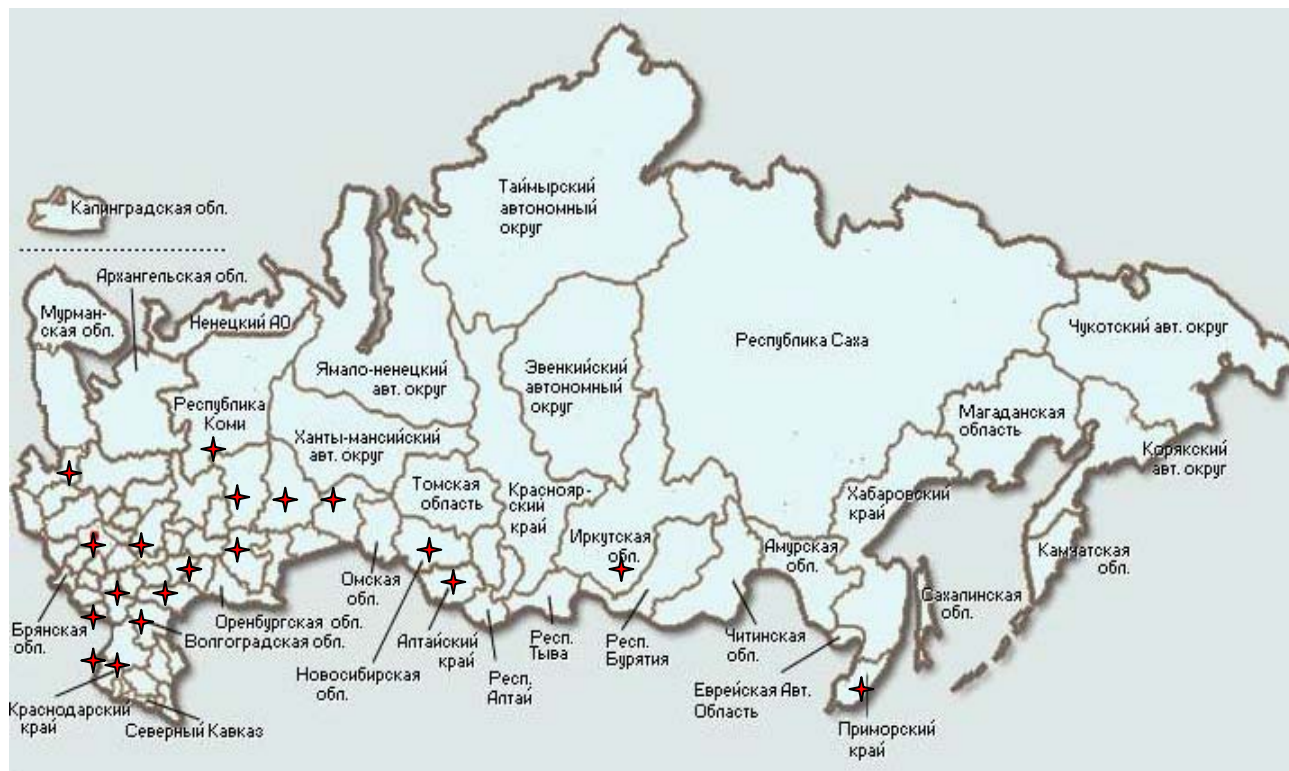 Таймырский
автономный
округ
Калинградская обл.
Архангельская обл.
Мурман-
ская обл.
Ненецкий АО
Чукотский авт. округ
Республика Саха
Ямало-ненецкий
авт. округ
Эвенкийский
автономный
округ
Республика
Коми
Магаданская
область
Ханты-мансийский
авт. округ
Корякский
авт. округ
Томская
область
Краснояр-
ский
край
Хабаровский
край
Иркутская
обл.
Амурская
обл.
Камчатская
обл.
Омская
обл.
Сахалинская
обл.
Брянская
обл.
Оренбургская обл.
Волгоградская обл.
Алтайский
край
Респ.
Тыва
Респ.
Бурятия
Читинская
обл.
Новосибирская
обл.
Респ.
Алтай
Еврейская Авт.
Область
Краснодарский
край
Северный Кавказ
Приморский
край